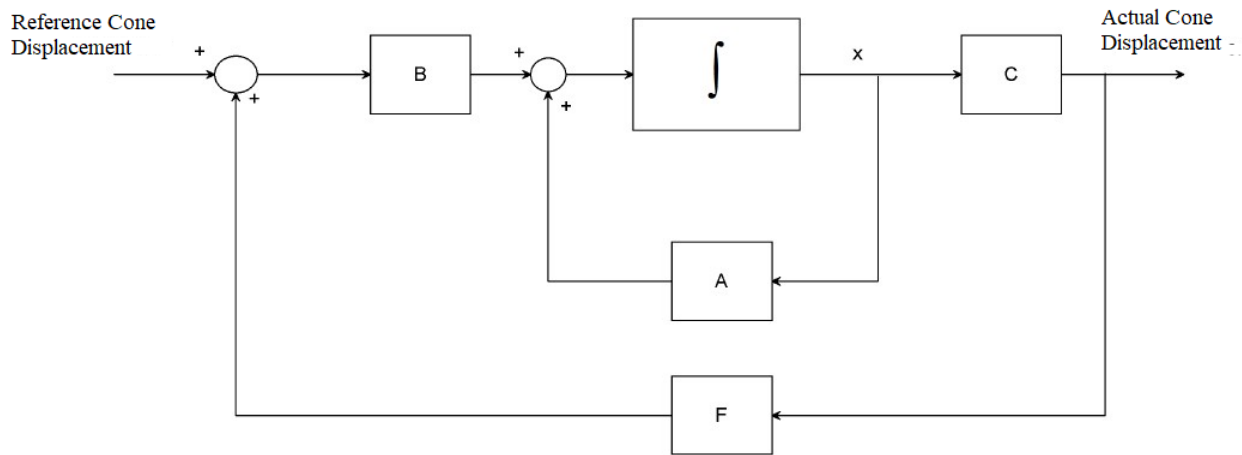 Reference Cone
Displacement
Actual Cone
Displacement -
+
+
B
+
+
∫
x
C
A
F